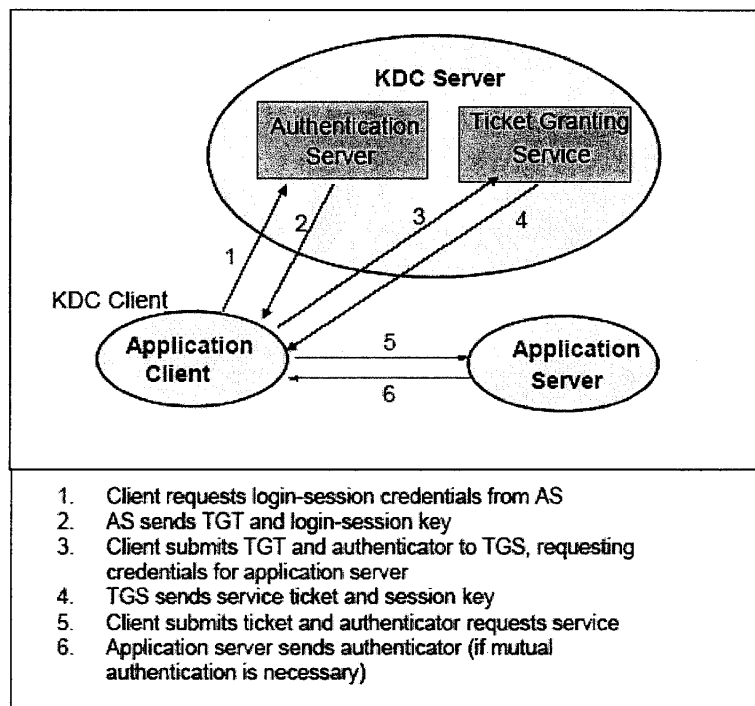 KDC Server
Authentication
Server
Ticket Granting
Service
1
2
3
4
KDC Client
Application
Client
5
6
Application
Server
1. Client requests login-session credentials from AS
2. AS sends TGT and login-session key
3. Client submits TGT and authenticator to TGS, requesting
credentials for application server
4. TGS sends service ticket and session key
5. Client submits ticket and authenticator requests service
6. Application server sends authenticator (if mutual
authentication is necessary)